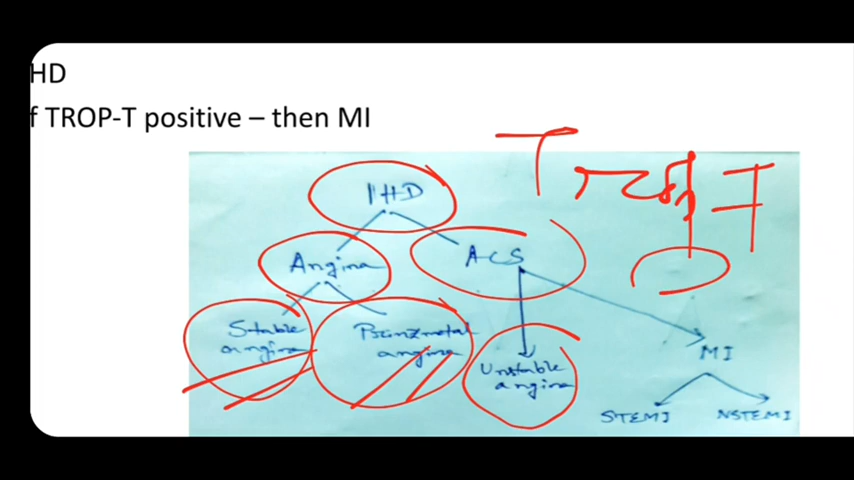 HD
f TROP-T positive – then MI
IHD
Angina
ACS
Stable
angina
Prinzmetal
angina
Unstable
angina
MI
STEMI
NSTEMI